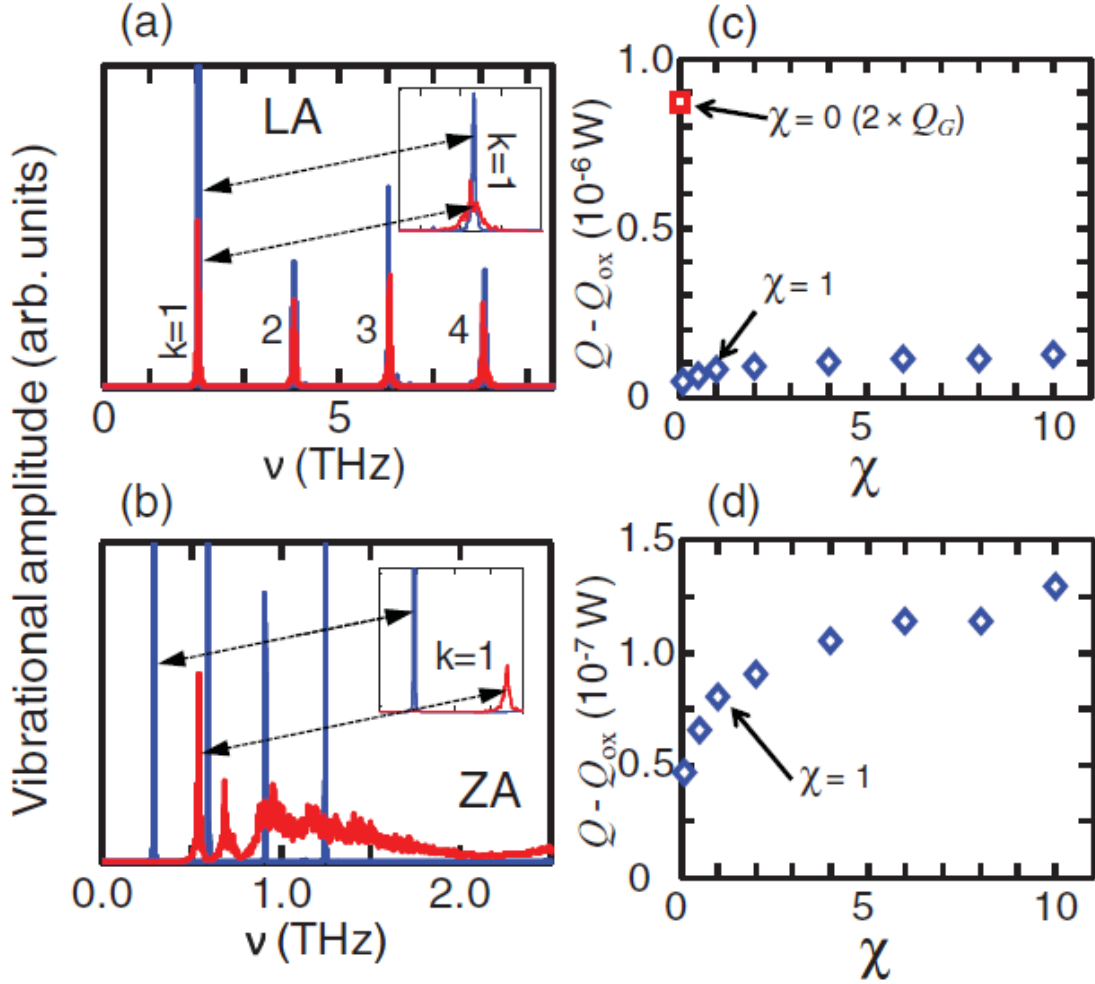 Vibrational amplitude (arb. units)
(a)
LA
k=1
k=1
2
3
4
0
5
ν (THz)
(b)
k=1
ZA
0.0
1.0
2.0
ν (THz)
(c)
1.0
0.5
0
Q - Qox (10-6 W)
χ = 0 (2 × QG)
χ = 1
0
5
10
χ
(d)
1.5
1.0
0.5
0
Q - Qox (10-7 W)
χ = 1
0
5
10
χ